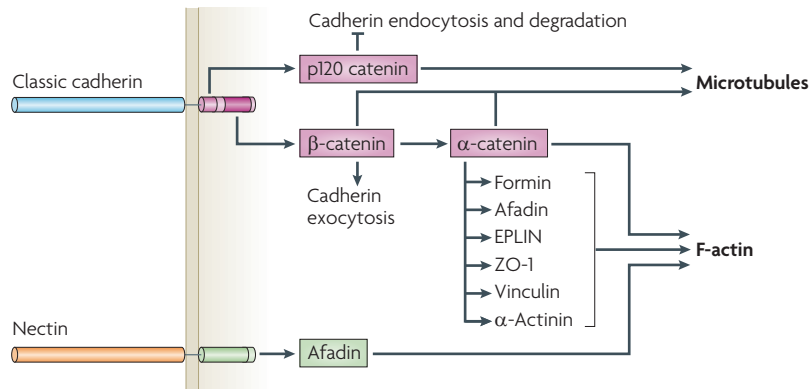 Cadherin endocytosis and degradation
Classic cadherin
p120 catenin
Microtubules
β-catenin
α-catenin
Cadherin
exocytosis
Formin
Afadin
EPLIN
ZO-1
Vinculin
α-Actinin
F-actin
Nectin
Afadin